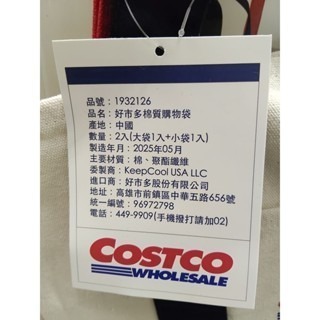 品號：1932126
品名：好市多棉質購物袋
產地：中國
數量：2入(大袋1入+小袋1入)
製造年月：2025年05月
主要材質：棉、聚酯纖維
委製商：KeepCool USA LLC
進口商：好市多股份有限公司
地址：高雄市前鎮區中華五路656號
統一編號：96972798
電話：449-9909(手機撥打請加02)
COSTCO
WHOLESALE